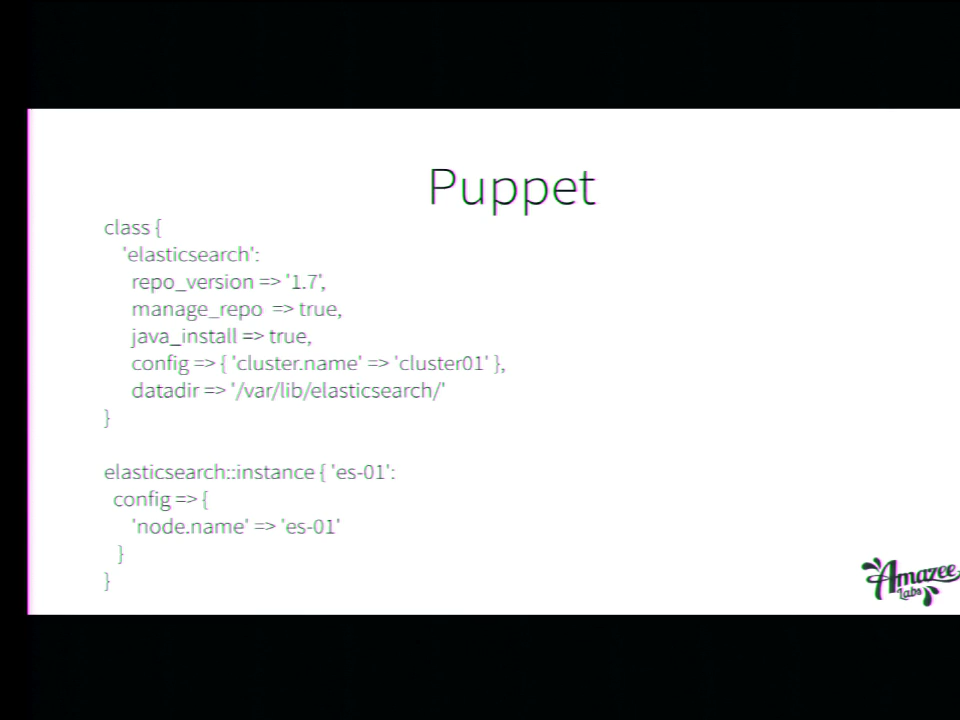 Puppet
class {
'elasticsearch':
repo_version => '1.7',
manage_repo  => true,
java_install => true,
config => { 'cluster.name' => 'cluster01' },
datadir => '/var/lib/elasticsearch/'
}
elasticsearch::instance { 'es-01':
config => {
'node.name' => 'es-01'
}
}
Amazee
Labs